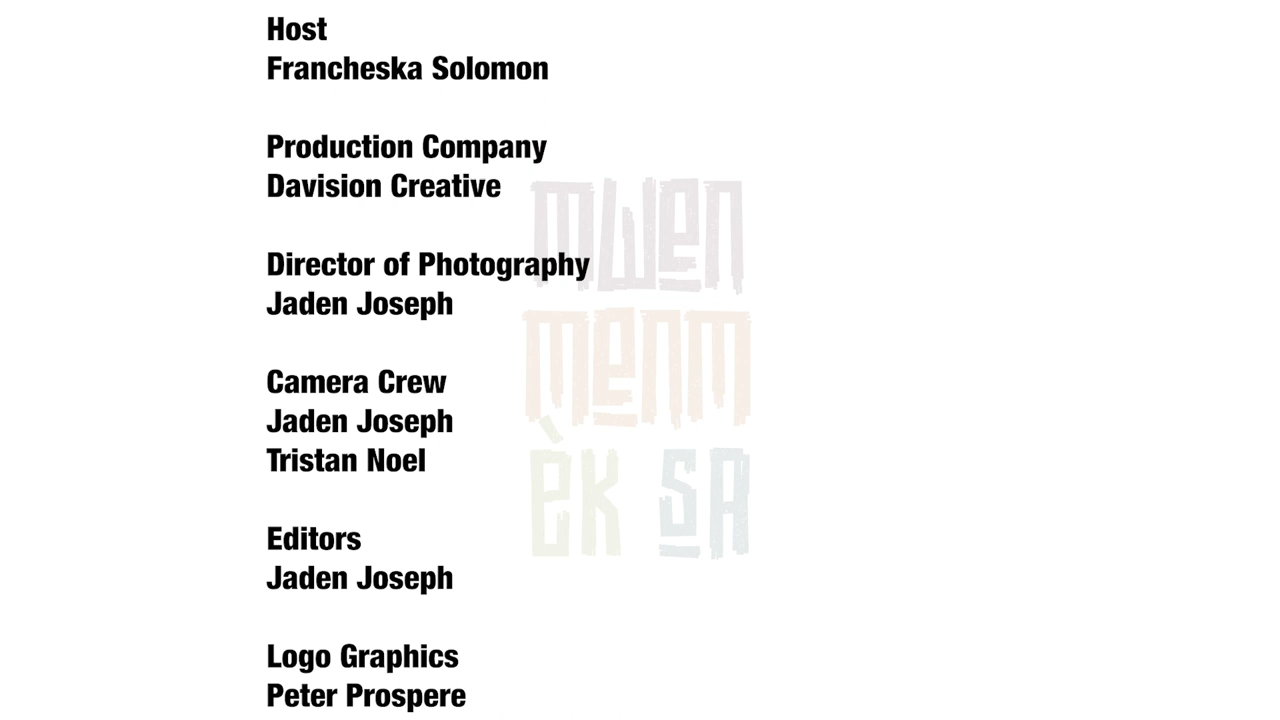 Host
Francheska Solomon
Production Company
Davision Creative
Director of Photography
Jaden Joseph
Camera Crew
Jaden Joseph
Tristan Noel
Editors
Jaden Joseph
Logo Graphics
Peter Prospere
mwen
menm
èk sa